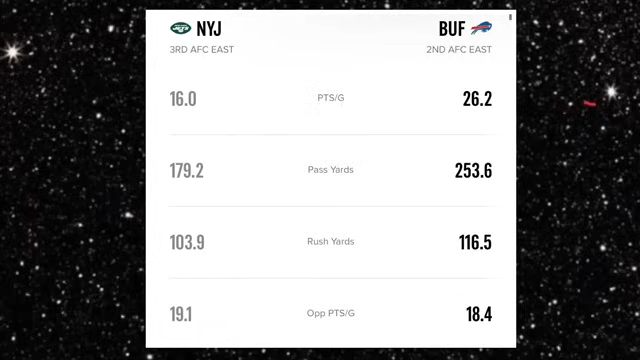 NYJ BUF
3RD AFC EAST 2ND AFC EAST
16.0 PTS/G 26.2
179.2 Pass Yards 253.6
103.9 Rush Yards 116.5
19.1 Opp PTS/G 18.4